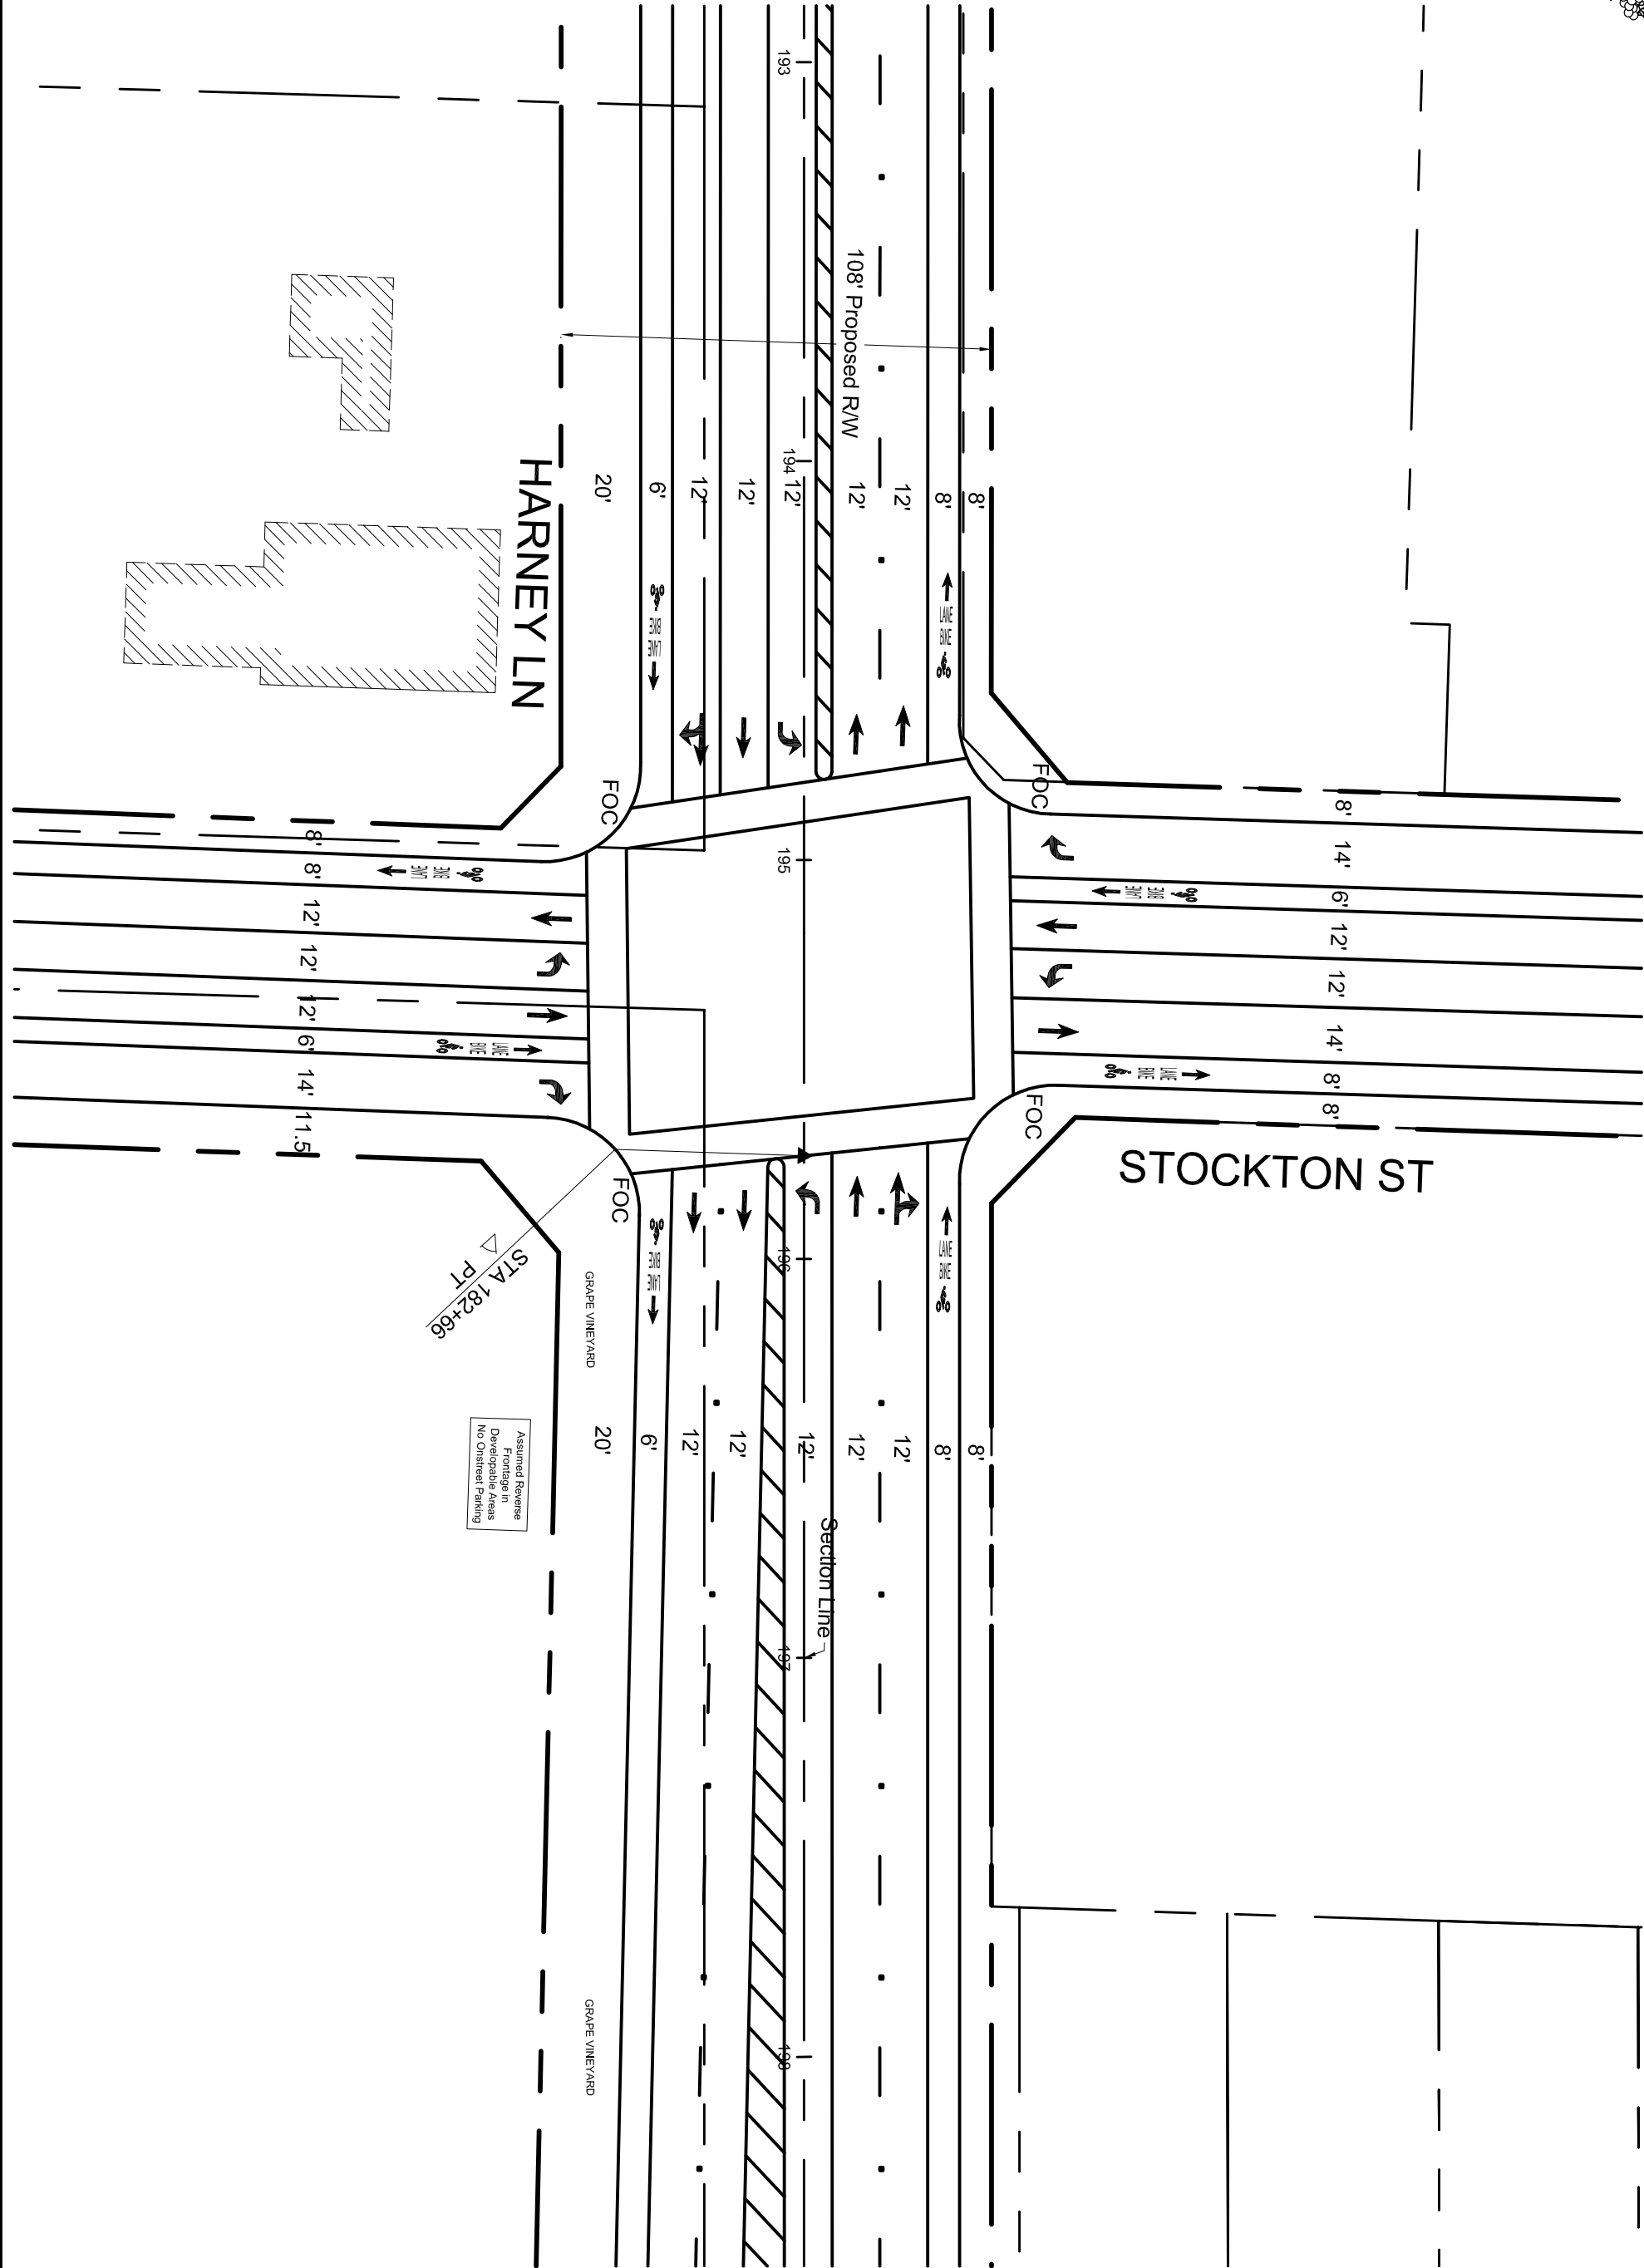 193
108' Proposed R/W
194
20'
6'
12'
12'
12'
12'
12'
8'
8'
HARNEY LN
BIKE
LANE
LANE
BIKE
FOC
FOC
195
8'
8'
12'
12'
12'
6'
14'
11.5'
BIKE
LANE
LANE
BIKE
8'
14'
6'
12'
12'
14'
8'
8'
BIKE
LANE
LANE
BIKE
FOC
FOC
STOCKTON ST
STA 182+66
PT
196
BIKE
LANE
LANE
BIKE
GRAPE VINEYARD
20'
6'
12'
12'
12'
12'
12'
8'
8'
Assumed Reverse
Frontage in
Developable Areas
No Onstreet Parking
Section Line
197
198
GRAPE VINEYARD